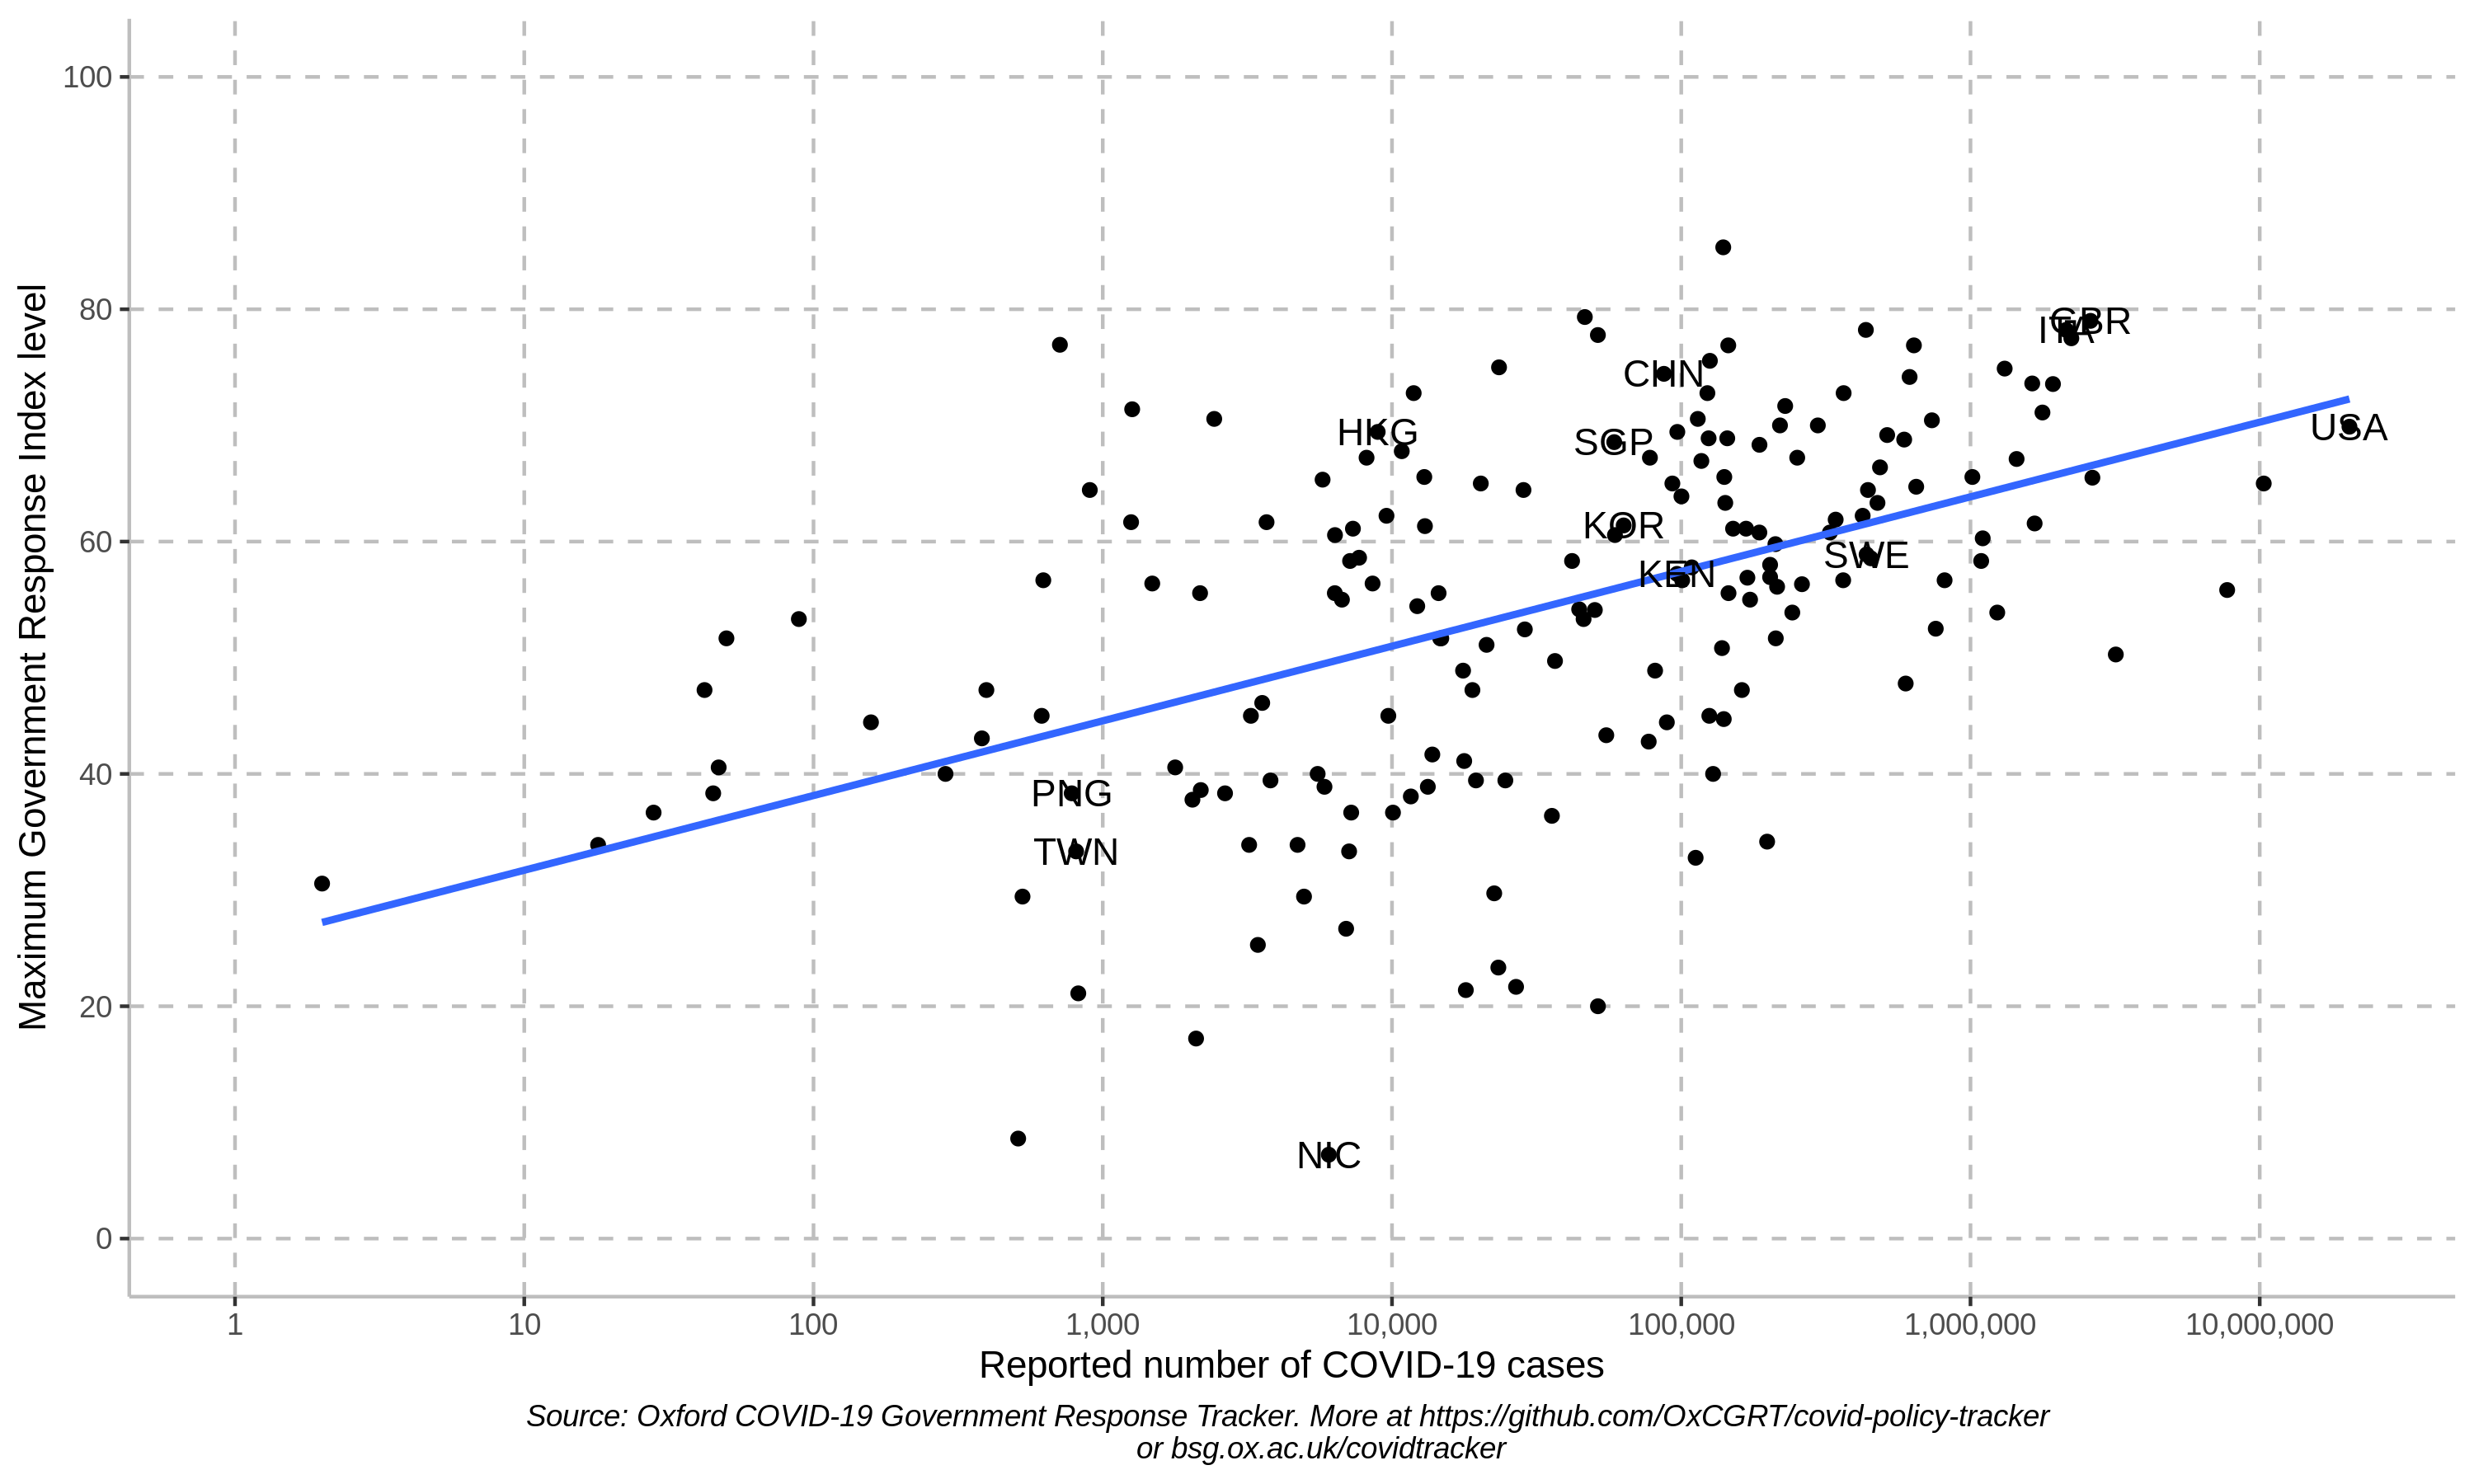 Maximum Government Response Index level
100
80
60
40
20
0
GBR
ITA
CHN
USA
HKG
SGP
KOR
SWE
KEN
PNG
TWN
NIC
1
10
100
1,000
10,000
100,000
1,000,000
10,000,000
Reported number of COVID-19 cases
Source: Oxford COVID-19 Government Response Tracker. More at https://github.com/OxCGRT/covid-policy-tracker
or bsg.ox.ac.uk/covidtracker